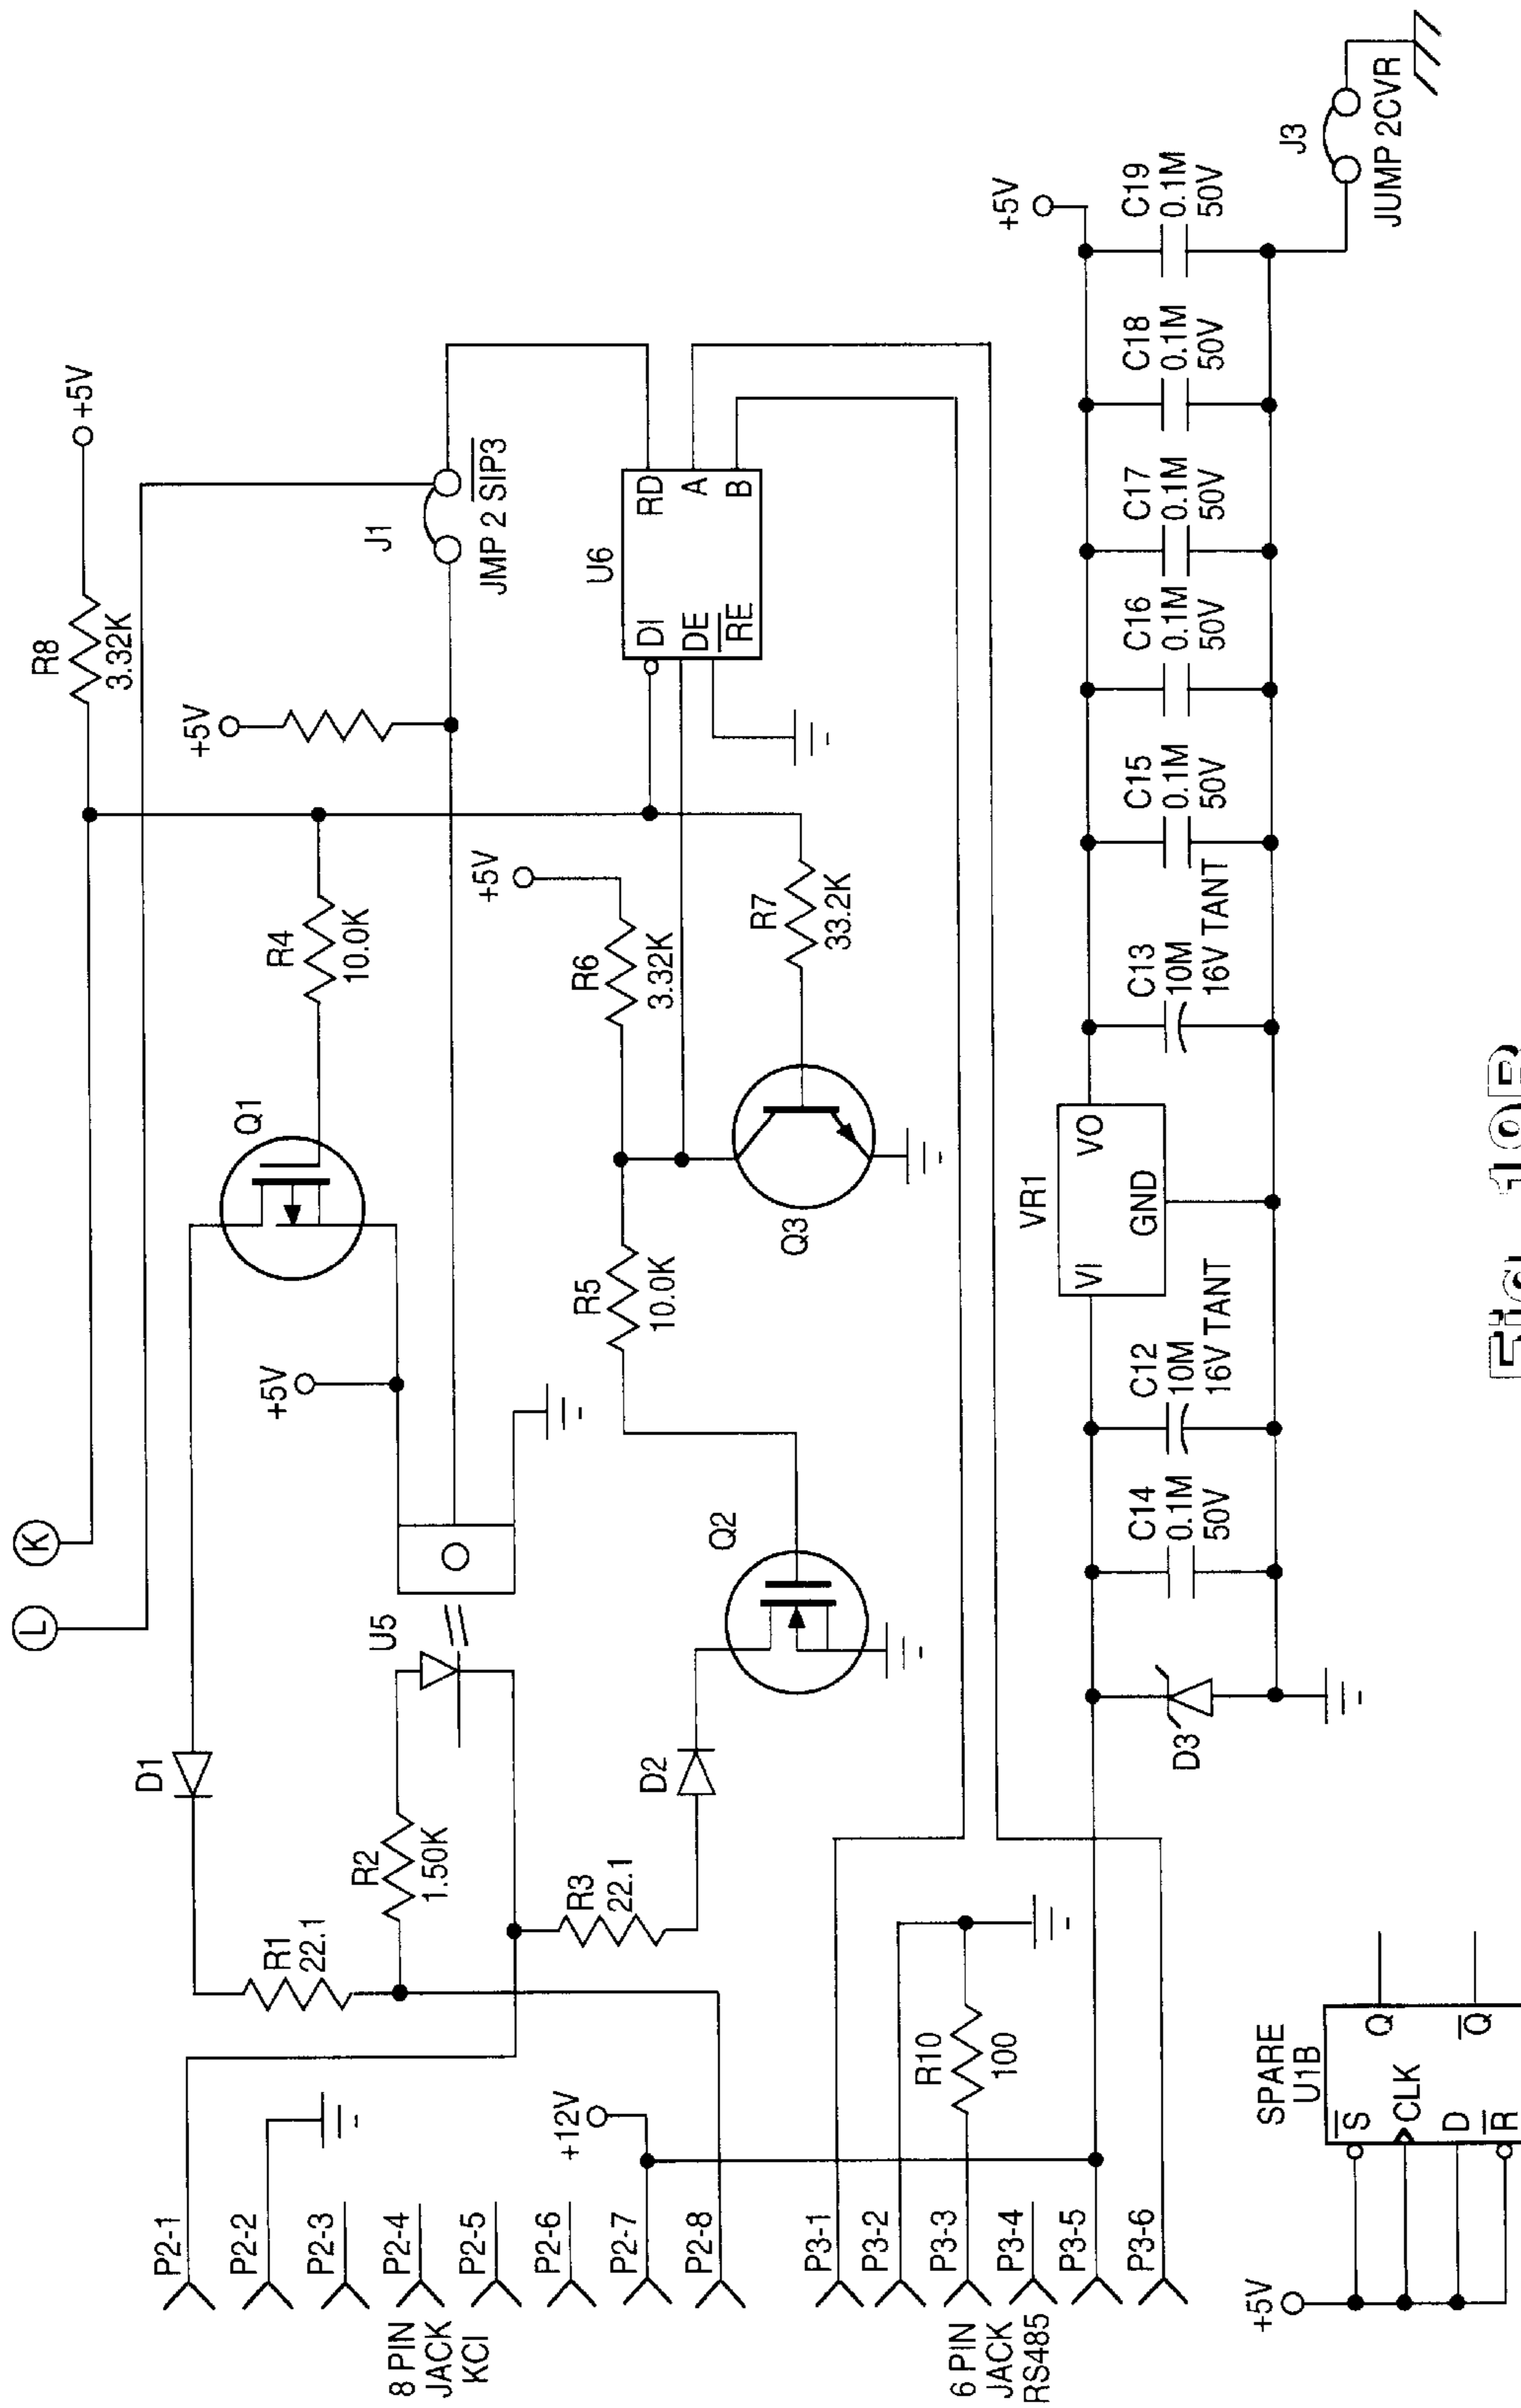 L
K
R8
3.32K
+5V
+5V
J1
JMP 2 SIP3
D1
Q1
R4
10.0K
R1
22.1
R2
1.50K
U5
+5V
+5V
R6
3.32K
R5
10.0K
U6
DI
DE
RE
RD
A
B
R3
22.1
D2
Q2
Q3
R7
33.2K
P2-1
P2-2
P2-3
P2-4
P2-5
P2-6
P2-7
P2-8
8 PIN
JACK
KCI
+12V
P3-1
P3-2
P3-3
P3-4
P3-5
P3-6
6 PIN
JACK
RS485
R10
100
D3
C14
0.1M
50V
C12
10M
16V TANT
VR1
VI
VO
GND
C13
10M
16V TANT
C15
0.1M
50V
C16
0.1M
50V
C17
0.1M
50V
C18
0.1M
50V
C19
0.1M
50V
+5V
J3
JUMP 2CVR
+5V
SPARE
U1B
S
CLK
D
R
Q
Q